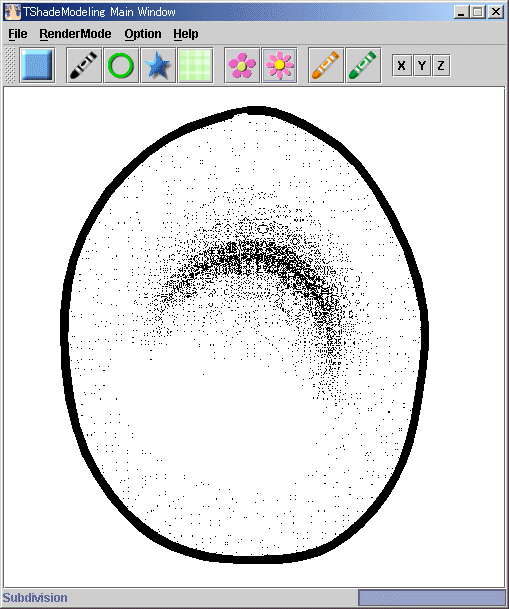 TShadeModeling Main Window
File RenderMode Option Help
X Y Z
Subdivision